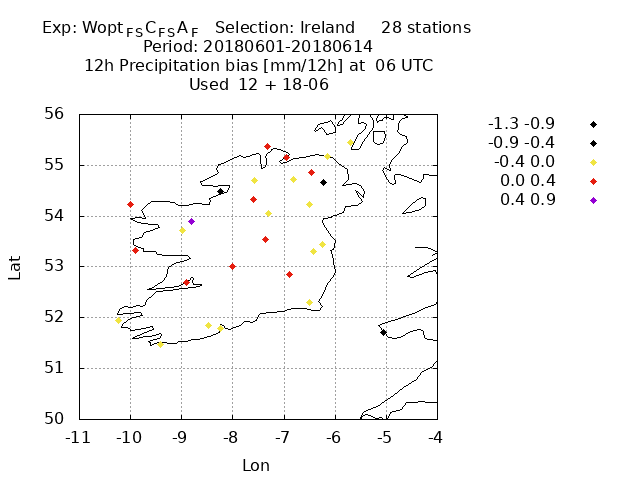 Exp: Wopt_FS C_FS A_F Selection: Ireland 28 stations
Period: 20180601-20180614
12h Precipitation bias [mm/12h] at 06 UTC
Used 12 + 18-06
-1.3 -0.9
-0.9 -0.4
-0.4 0.0
0.0 0.4
0.4 0.9
56
55
54
53
52
51
50
Lat
-11 -10 -9 -8 -7 -6 -5 -4
Lon